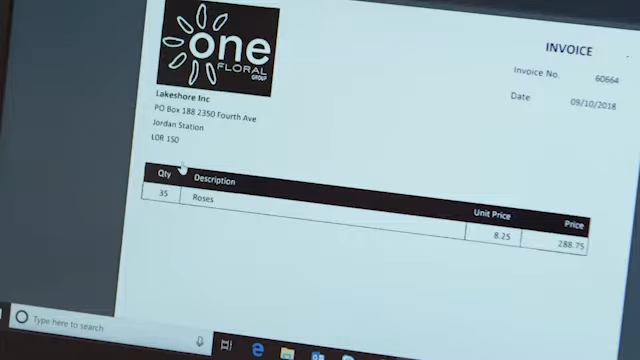 one
FLORAL
GROUP
INVOICE
Invoice No. 60664
Date 09/10/2018
Lakeshore Inc
PO Box 188 2350 Fourth Ave
Jordan Station
L0R 1S0
Qty Description Unit Price Price
35 Roses 8.25 288.75
Type here to search